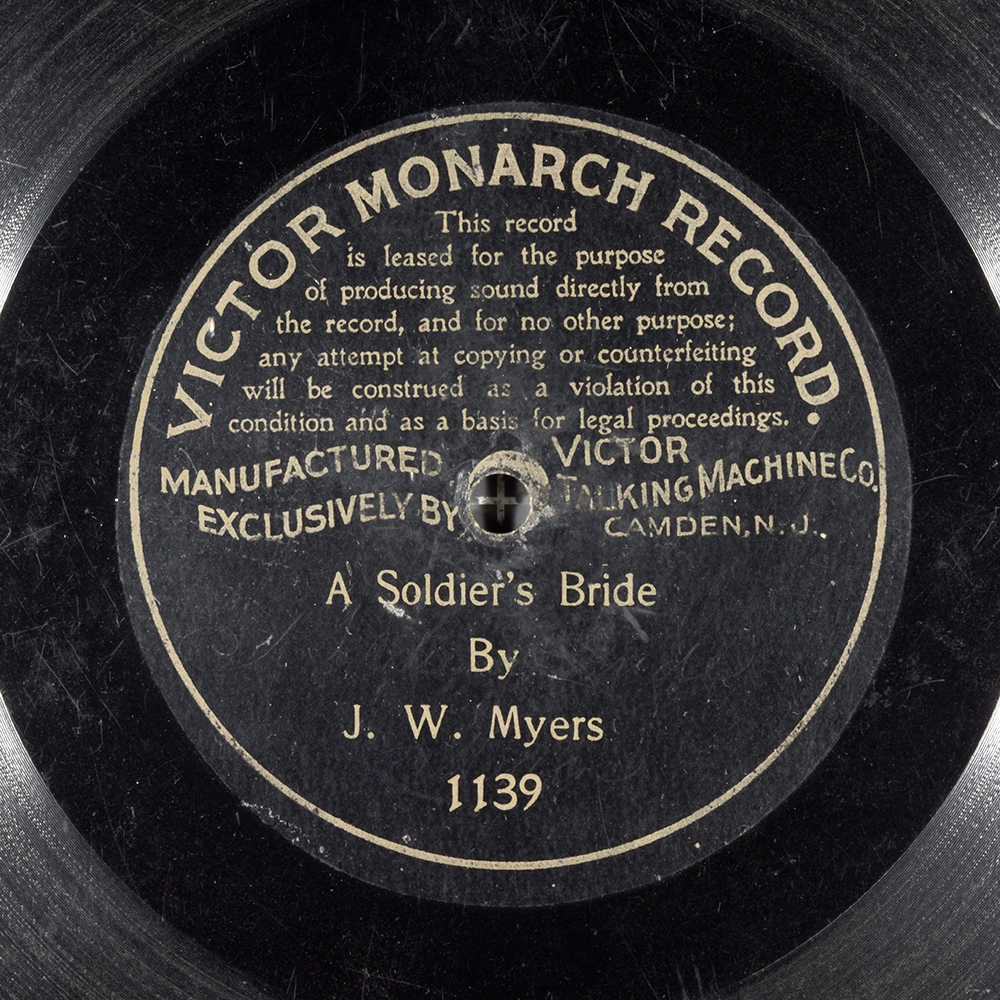 VICTOR MONARCH RECORD.
This record
is leased for the purpose
of producing sound directly from
the record, and for no other purpose;
any attempt at copying or counterfeiting
will be construed as a violation of this
condition and as a basis for legal proceedings.
MANUFACTURED
EXCLUSIVELY BY
VICTOR
TALKING MACHINE CO.
CAMDEN, N. J.
A Soldier's Bride
By
J. W. Myers
1139